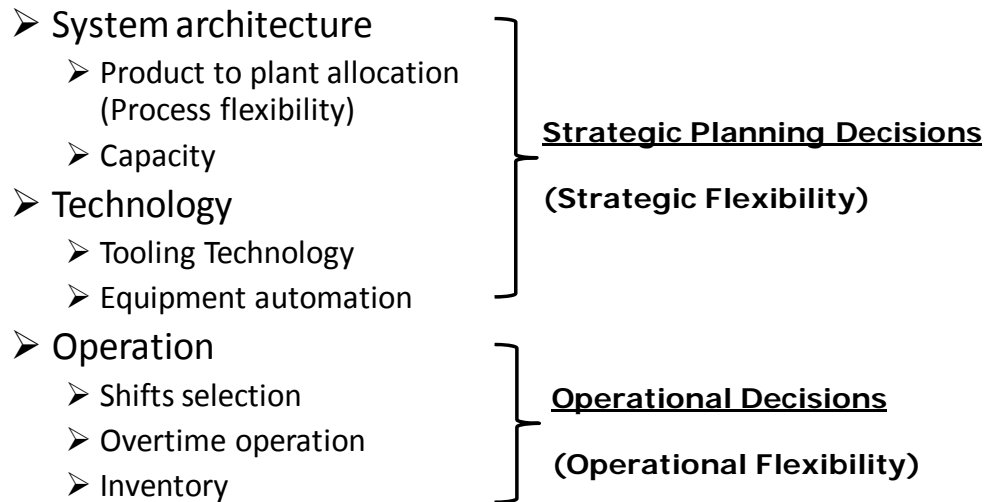 ➢ System architecture
➢ Product to plant allocation
(Process flexibility)
➢ Capacity
➢ Technology
➢ Tooling Technology
➢ Equipment automation
➢ Operation
➢ Shifts selection
➢ Overtime operation
➢ Inventory
Strategic Planning Decisions
(Strategic Flexibility)
Operational Decisions
(Operational Flexibility)